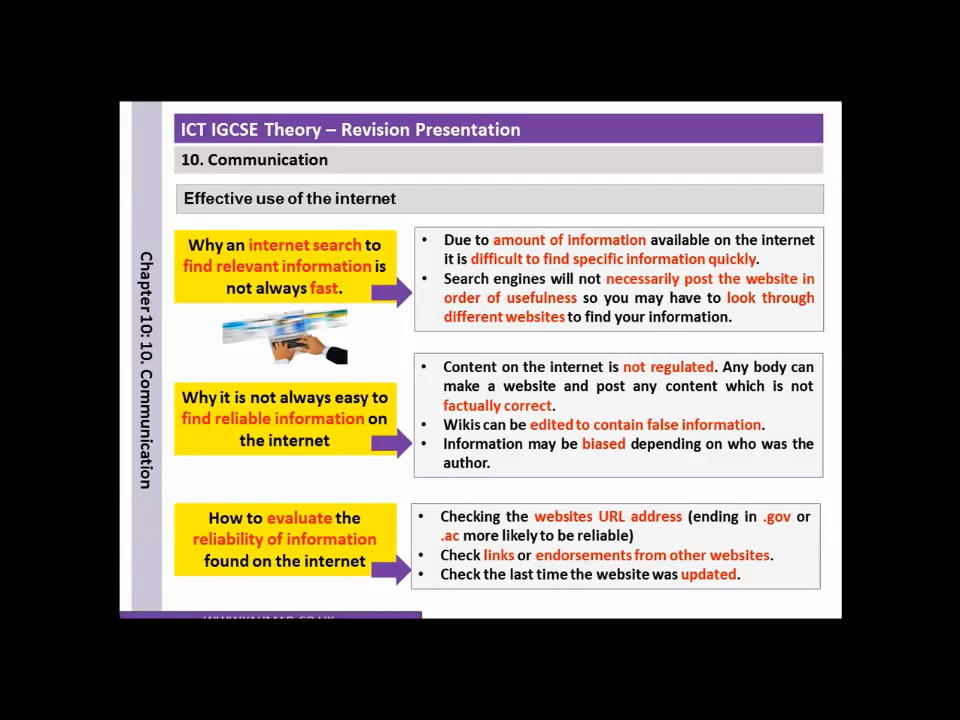 ICT IGCSE Theory – Revision Presentation
10. Communication
Effective use of the internet
Chapter 10: 10. Communication
Why an internet search to
find relevant information is
not always fast.
• Due to amount of information available on the internet
it is difficult to find specific information quickly.
• Search engines will not necessarily post the website in
order of usefulness so you may have to look through
different websites to find your information.
Why it is not always easy to
find reliable information on
the internet
• Content on the internet is not regulated. Any body can
make a website and post any content which is not
factually correct.
• Wikis can be edited to contain false information.
• Information may be biased depending on who was the
author.
How to evaluate the
reliability of information
found on the internet
• Checking the websites URL address (ending in .gov or
.ac more likely to be reliable)
• Check links or endorsements from other websites.
• Check the last time the website was updated.